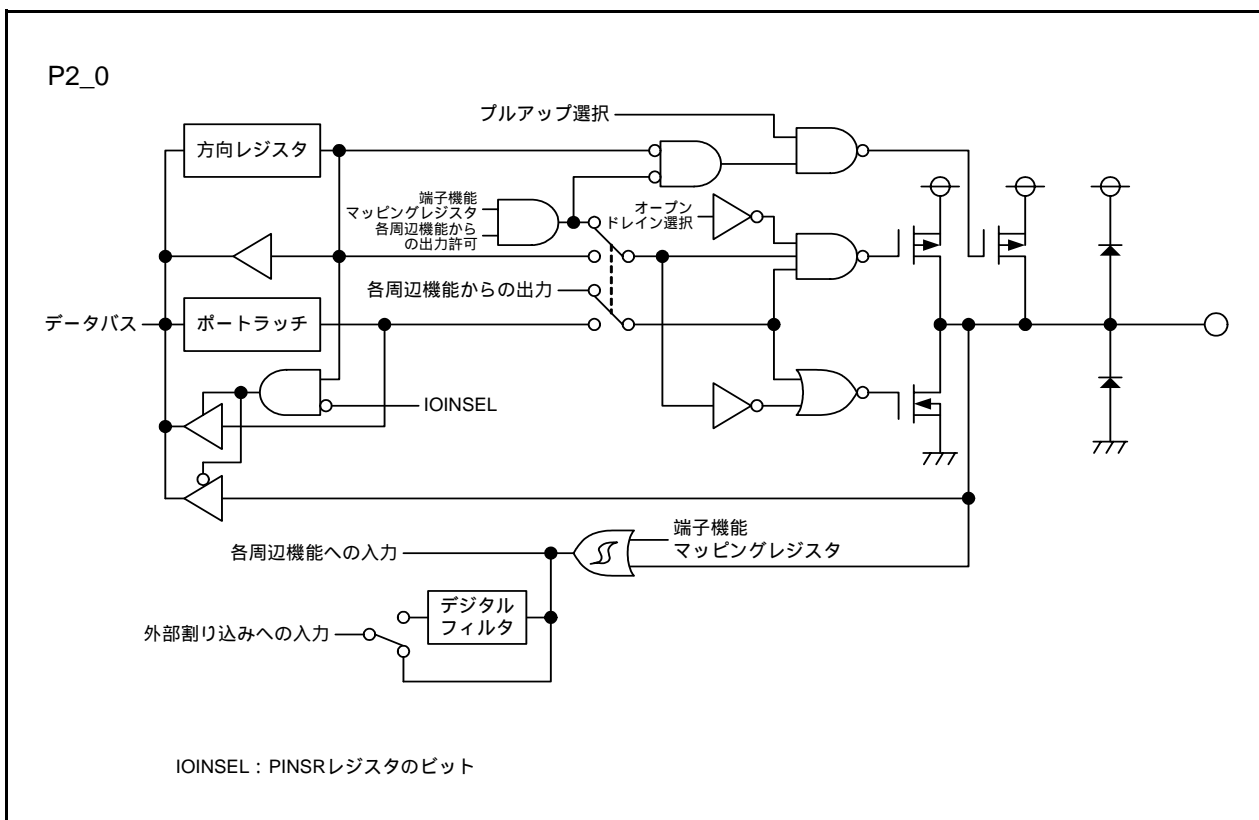 P2_0
プルアップ選択
方向レジスタ
端子機能
マッピングレジスタ
各周辺機能から
の出力許可
オープン
ドレイン選択
各周辺機能からの出力
データバス
ポートラッチ
IOINSEL
端子機能
マッピングレジスタ
各周辺機能への入力
デジタル
フィルタ
外部割り込みへの入力
IOINSEL：PINSRレジスタのビット